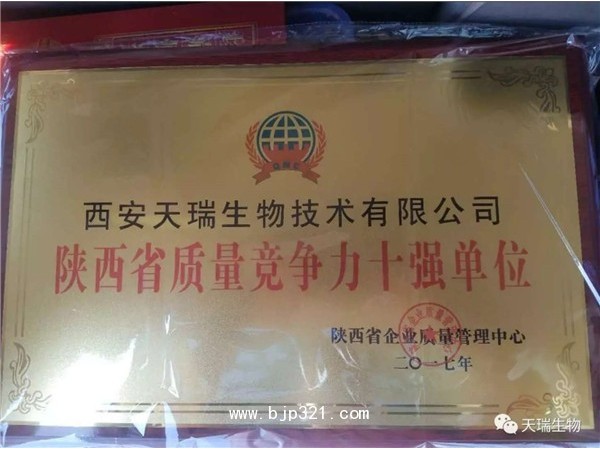 QMC
西安天瑞生物技术有限公司
陕西省质量竞争力十强单位
陕西省企业质量管理中心
二〇一七年
www.bjp321.com
天瑞生物